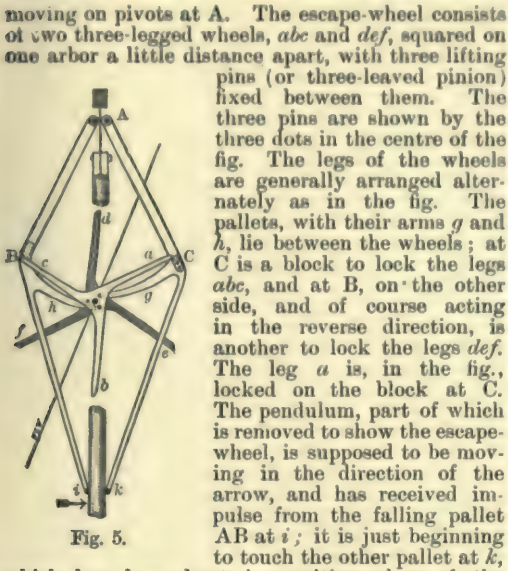 moving on pivots at A. The escape-wheel consists
of two three-legged wheels, abc and def, squared on
one arbor a little distance apart, with three lifting
pins (or three-leaved pinion)
fixed between them. The
three pins are shown by the
three dots in the centre of the
fig. The legs of the wheels
are generally arranged alter-
nately as in the fig. The
pallets, with their arms g and
h, lie between the wheels; at
C is a block to lock the legs
abc, and at B, on the other
side, and of course acting
in the reverse direction, is
another to lock the legs def.
The leg a is, in the fig.,
locked on the block at C.
The pendulum, part of which
is removed to show the escape-
wheel, is supposed to be mov-
ing in the direction of the
arrow, and has received im-
pulse from the falling pallet
AB at i; it is just beginning
to touch the other pallet at k,
A
d
B
c
a
C
h
g
f
e
b
i
k
Fig. 5.